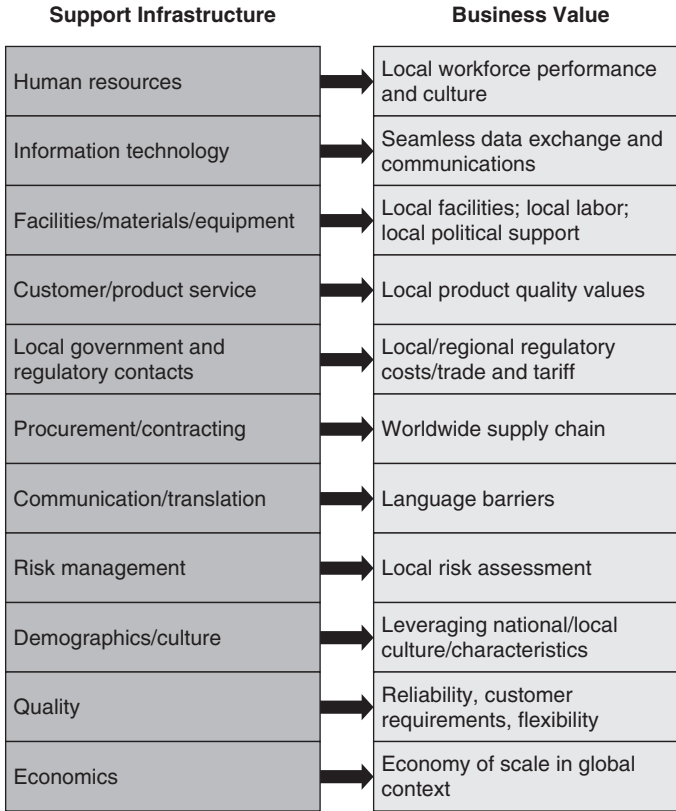 Support Infrastructure
Business Value
Human resources
Local workforce performance
and culture
Information technology
Seamless data exchange and
communications
Facilities/materials/equipment
Local facilities; local labor;
local political support
Customer/product service
Local product quality values
Local government and
regulatory contacts
Local/regional regulatory
costs/trade and tariff
Procurement/contracting
Worldwide supply chain
Communication/translation
Language barriers
Risk management
Local risk assessment
Demographics/culture
Leveraging national/local
culture/characteristics
Quality
Reliability, customer
requirements, flexibility
Economics
Economy of scale in global
context